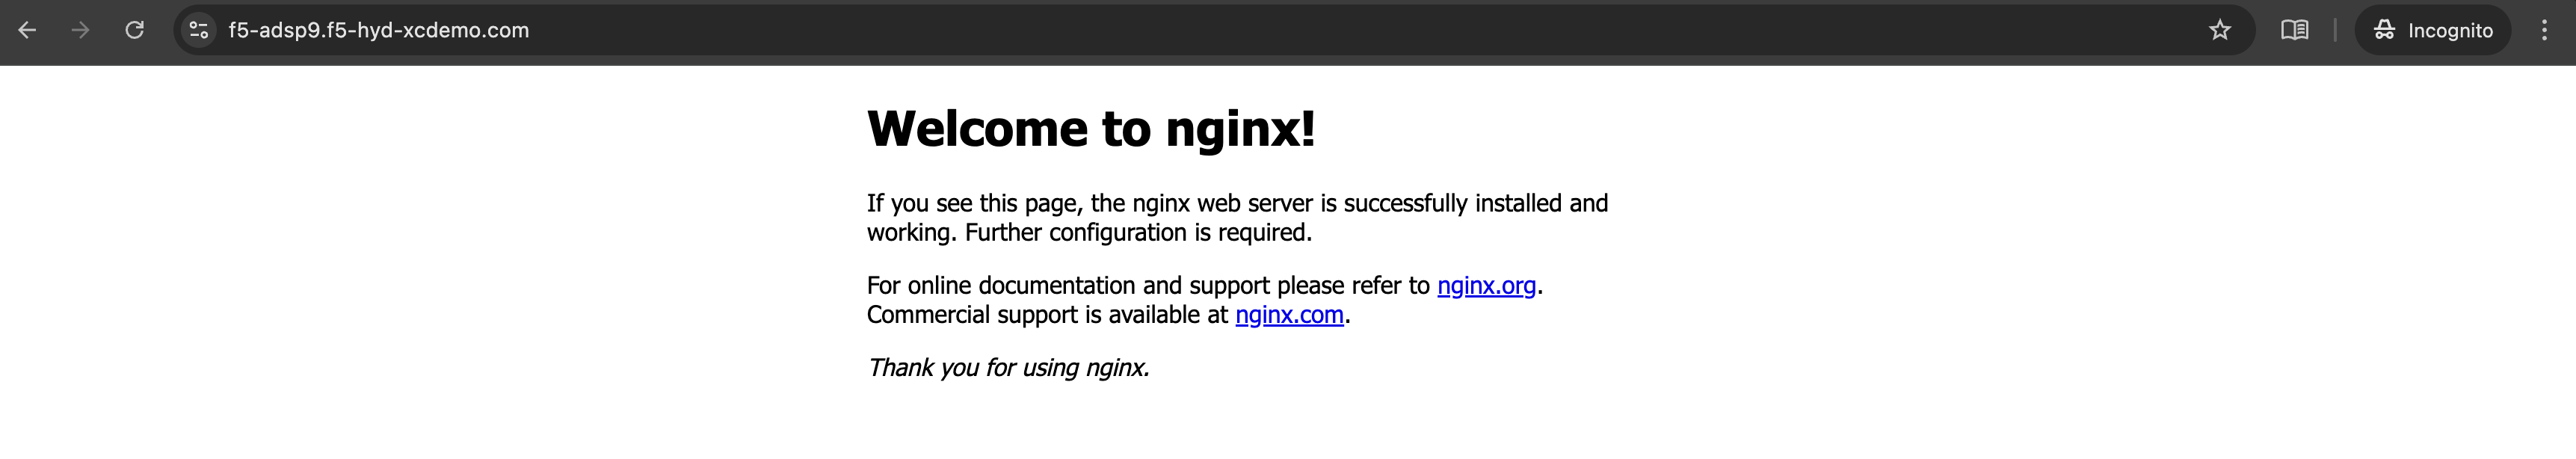 f5-adsp9.f5-hyd-xcdemo.com
Incognito
Welcome to nginx!
If you see this page, the nginx web server is successfully installed and
working. Further configuration is required.
For online documentation and support please refer to nginx.org.
Commercial support is available at nginx.com.
Thank you for using nginx.